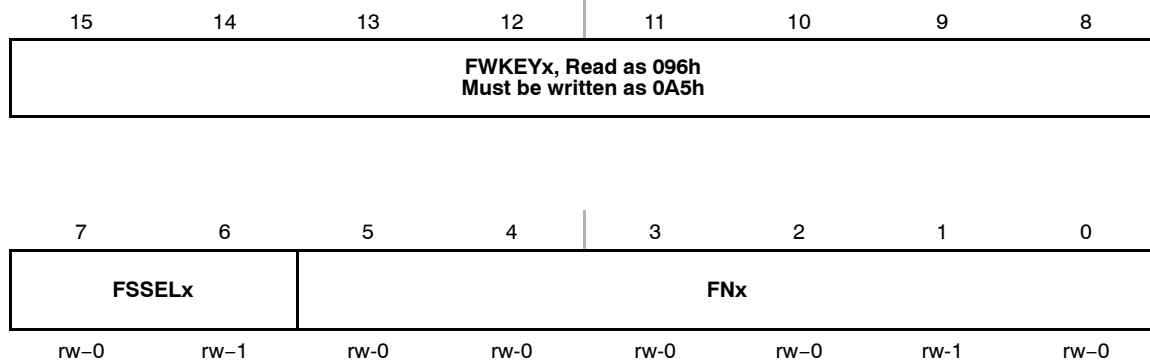 15 14 13 12 11 10 9 8
FWKEYx, Read as 096h
Must be written as 0A5h
7 6 5 4 3 2 1 0
FSSELx FNx
rw−0 rw−1 rw-0 rw-0 rw-0 rw−0 rw-1 rw−0